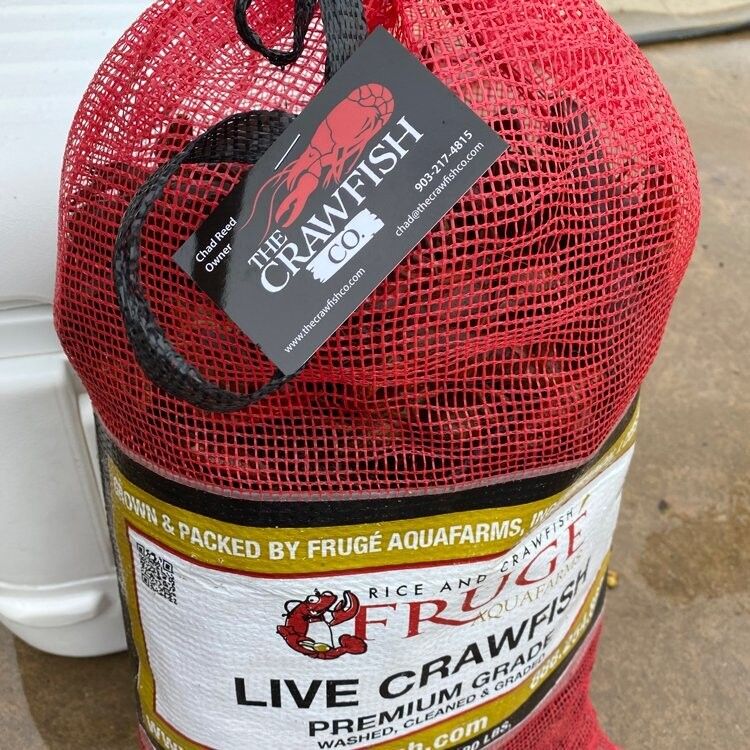 Chad Reed
Owner
THE
CRAWFISH
CO.
903-217-4815
chad@thecrawfishco.com
www.thecrawfishco.com
GROWN & PACKED BY FRUGÉ AQUAFARMS,
RICE AND CRAWFISH
FRUGÉ
AQUAFARMS
LIVE CRAWFISH
PREMIUM GRADE
WASHED, CLEANED & GRADED
LBS.